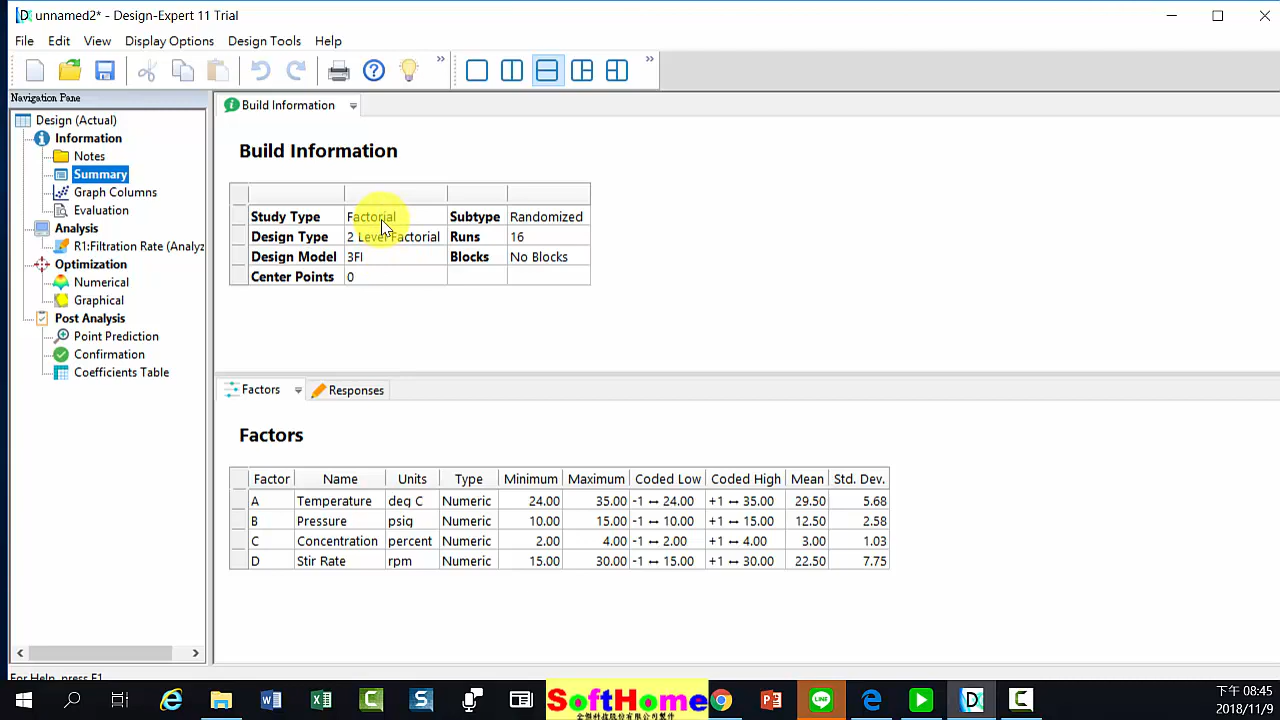 unnamed2* - Design-Expert 11 Trial
File Edit View Display Options Design Tools Help
Navigation Pane
Design (Actual)
Information
Notes
Summary
Graph Columns
Evaluation
Analysis
R1:Filtration Rate (Analyz
Optimization
Numerical
Graphical
Post Analysis
Point Prediction
Confirmation
Coefficients Table
Build Information
Build Information
Study Type Factorial Subtype Randomized
Design Type 2 Level Factorial Runs 16
Design Model 3FI Blocks No Blocks
Center Points 0
Factors Responses
Factors
Factor Name Units Type Minimum Maximum Coded Low Coded High Mean Std. Dev.
A Temperature deg C Numeric 24.00 35.00 -1 ↔ 24.00 +1 ↔ 35.00 29.50 5.68
B Pressure psig Numeric 10.00 15.00 -1 ↔ 10.00 +1 ↔ 15.00 12.50 2.58
C Concentration percent Numeric 2.00 4.00 -1 ↔ 2.00 +1 ↔ 4.00 3.00 1.03
D Stir Rate rpm Numeric 15.00 30.00 -1 ↔ 15.00 +1 ↔ 30.00 22.50 7.75
For Help, press F1
SoftHome
下午 08:45
2018/11/9